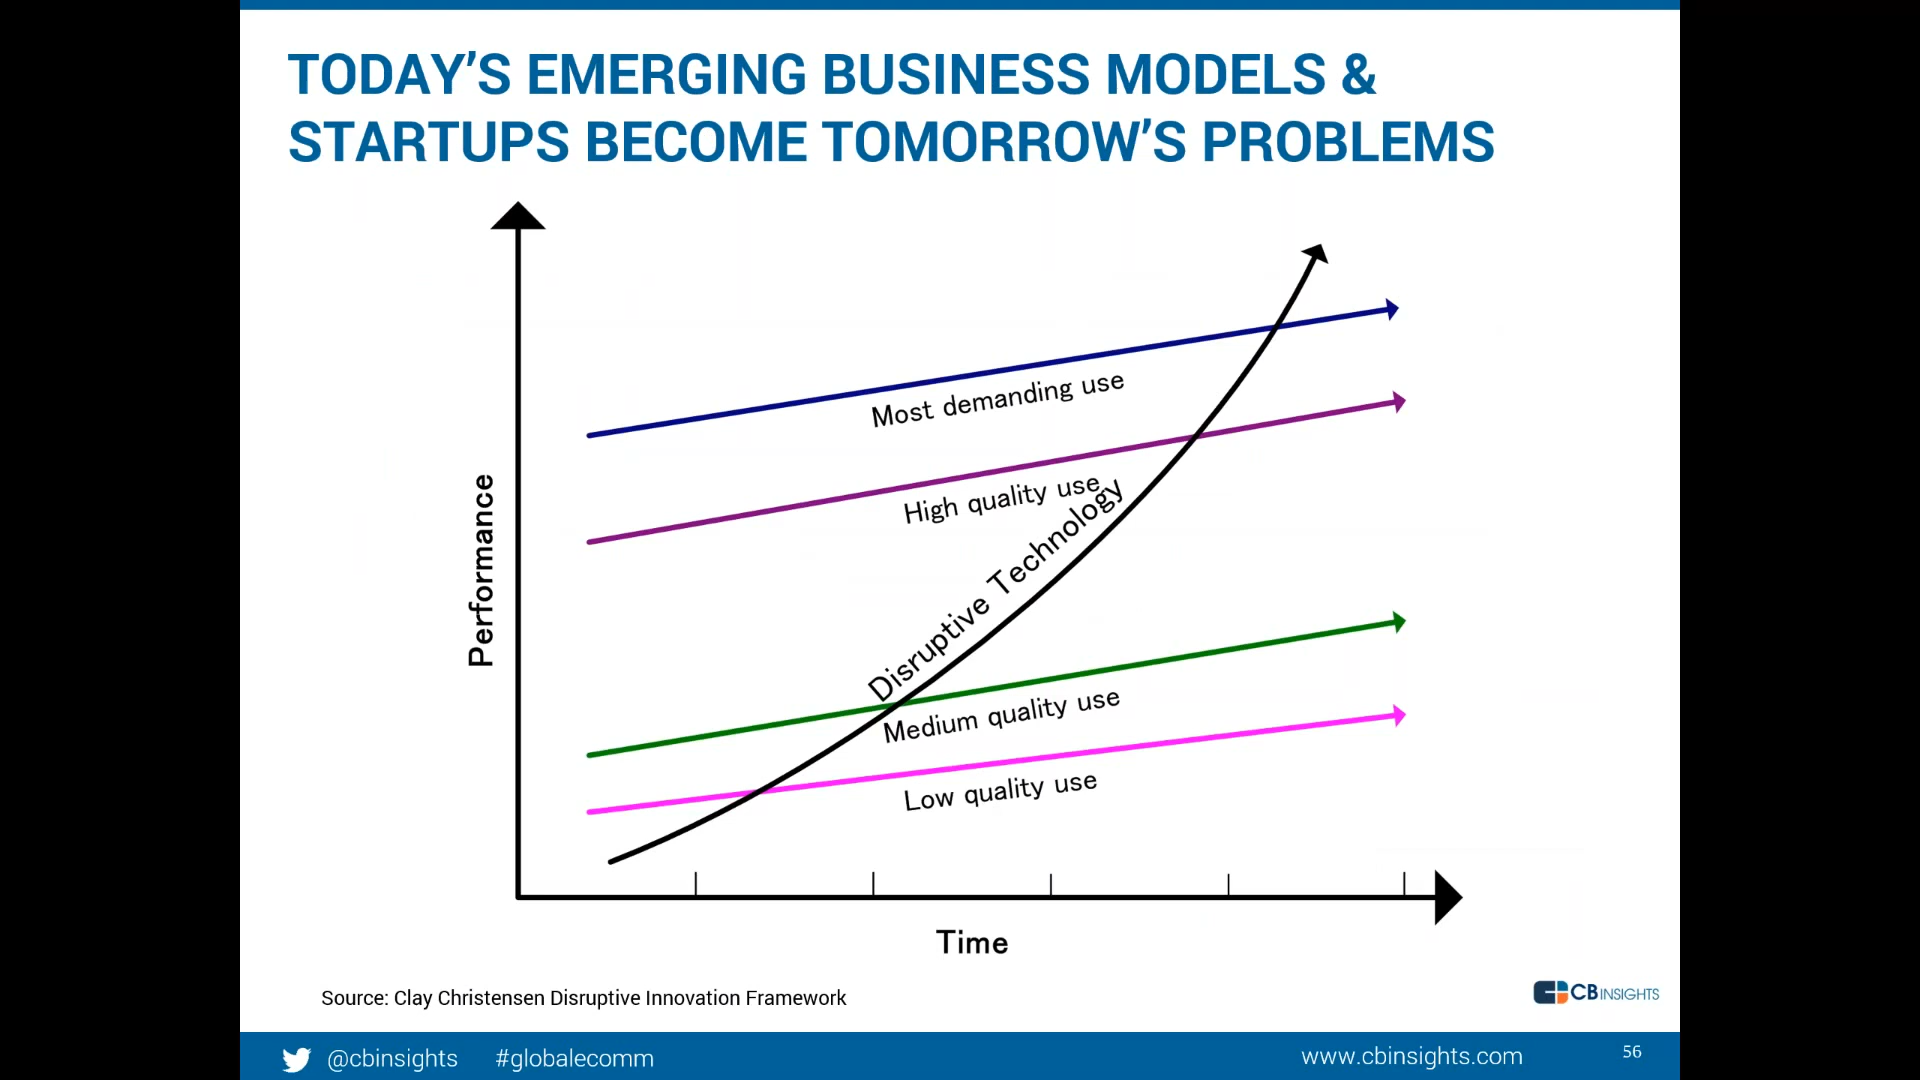 TODAY’S EMERGING BUSINESS MODELS &
STARTUPS BECOME TOMORROW’S PROBLEMS
Performance
Most demanding use
High quality use
Disruptive Technology
Medium quality use
Low quality use
Time
Source: Clay Christensen Disruptive Innovation Framework
CBINSIGHTS
@cbinsights #globalecomm www.cbinsights.com 56